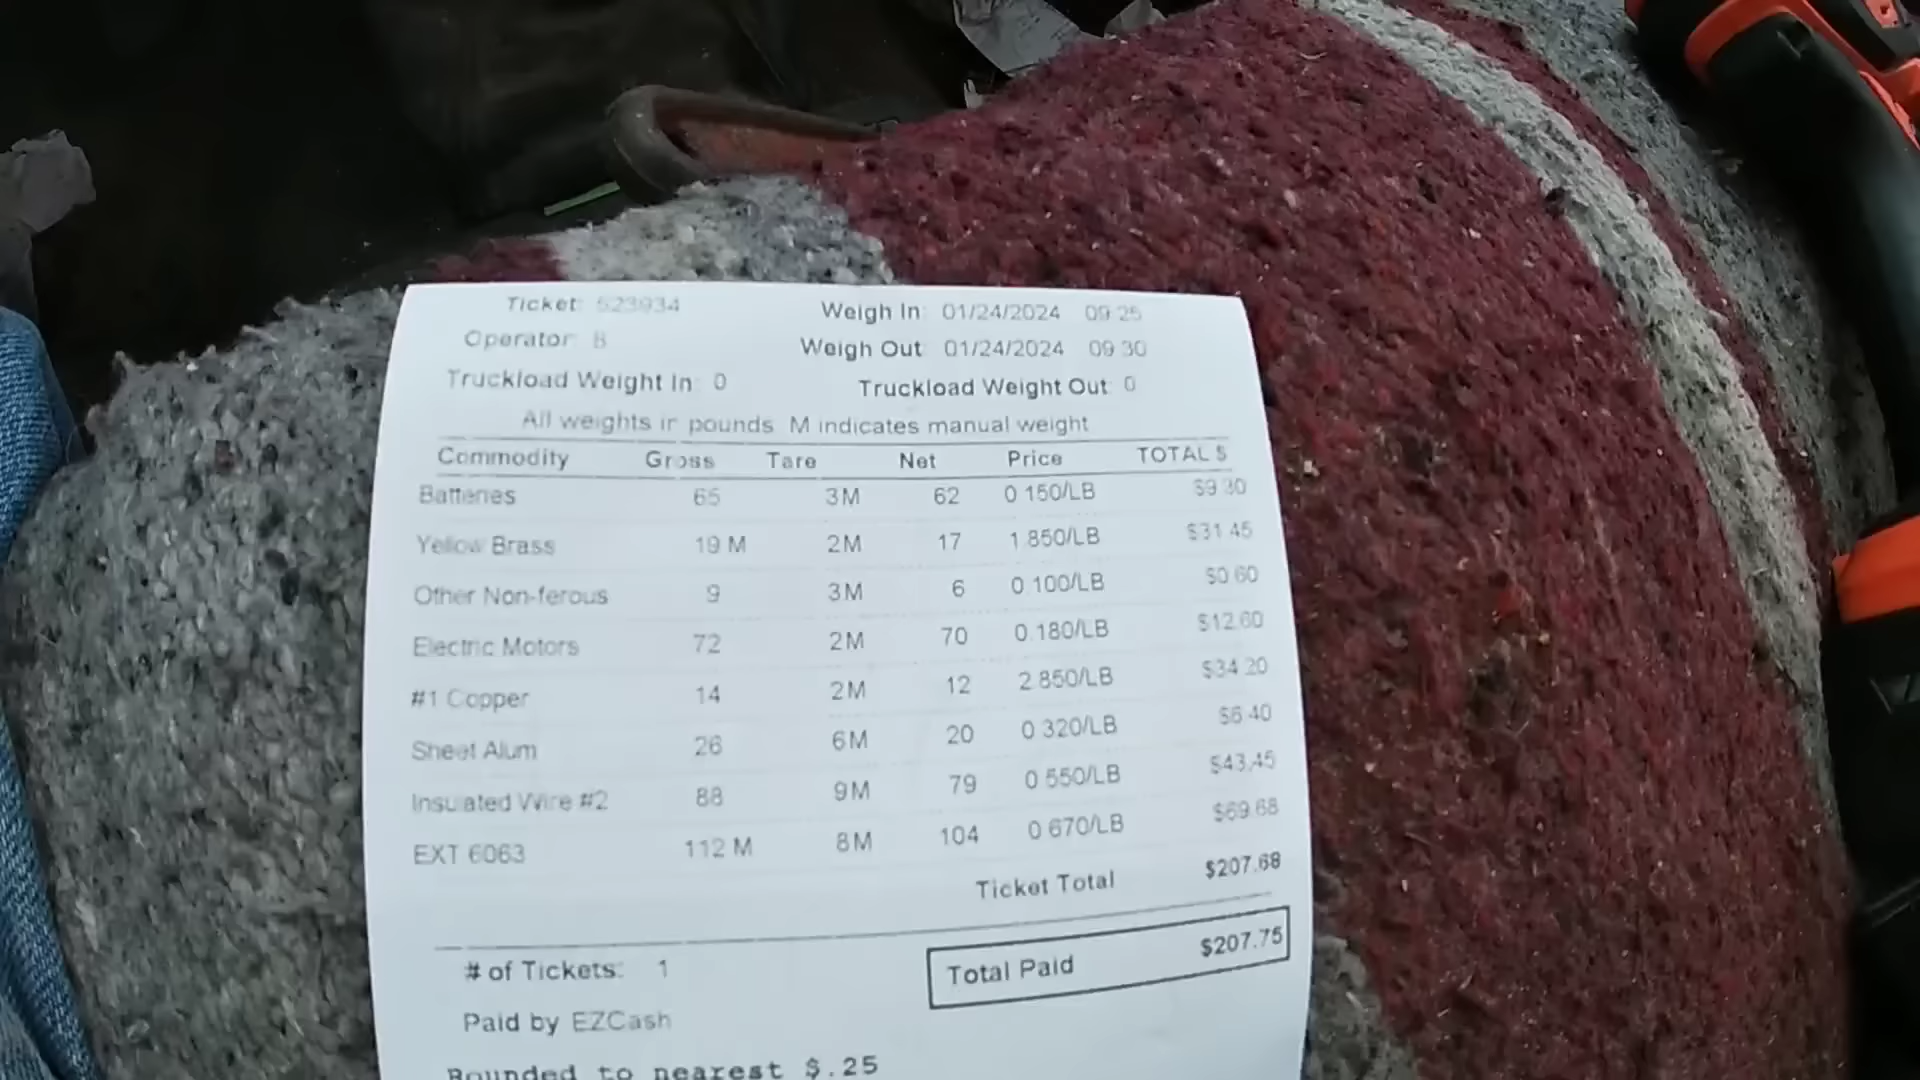 Ticket: 523934 Weigh In: 01/24/2024 09:25
Operator: B Weigh Out: 01/24/2024 09:30
Truckload Weight In: 0 Truckload Weight Out: 0
All weights in pounds. M indicates manual weight.
Commodity Gross Tare Net Price TOTAL $
Batteries 65 3M 62 0.150/LB $9.30
Yellow Brass 19 M 2M 17 1.850/LB $31.45
Other Non-ferous 9 3M 6 0.100/LB $0.60
Electric Motors 72 2M 70 0.180/LB $12.60
#1 Copper 14 2M 12 2.850/LB $34.20
Sheet Alum 26 6M 20 0.320/LB $6.40
Insulated Wire #2 88 9M 79 0.550/LB $43.45
EXT 6063 112 M 8M 104 0.670/LB $69.68
Ticket Total $207.68
# of Tickets: 1 Total Paid $207.75
Paid by EZCash
Rounded to nearest $.25